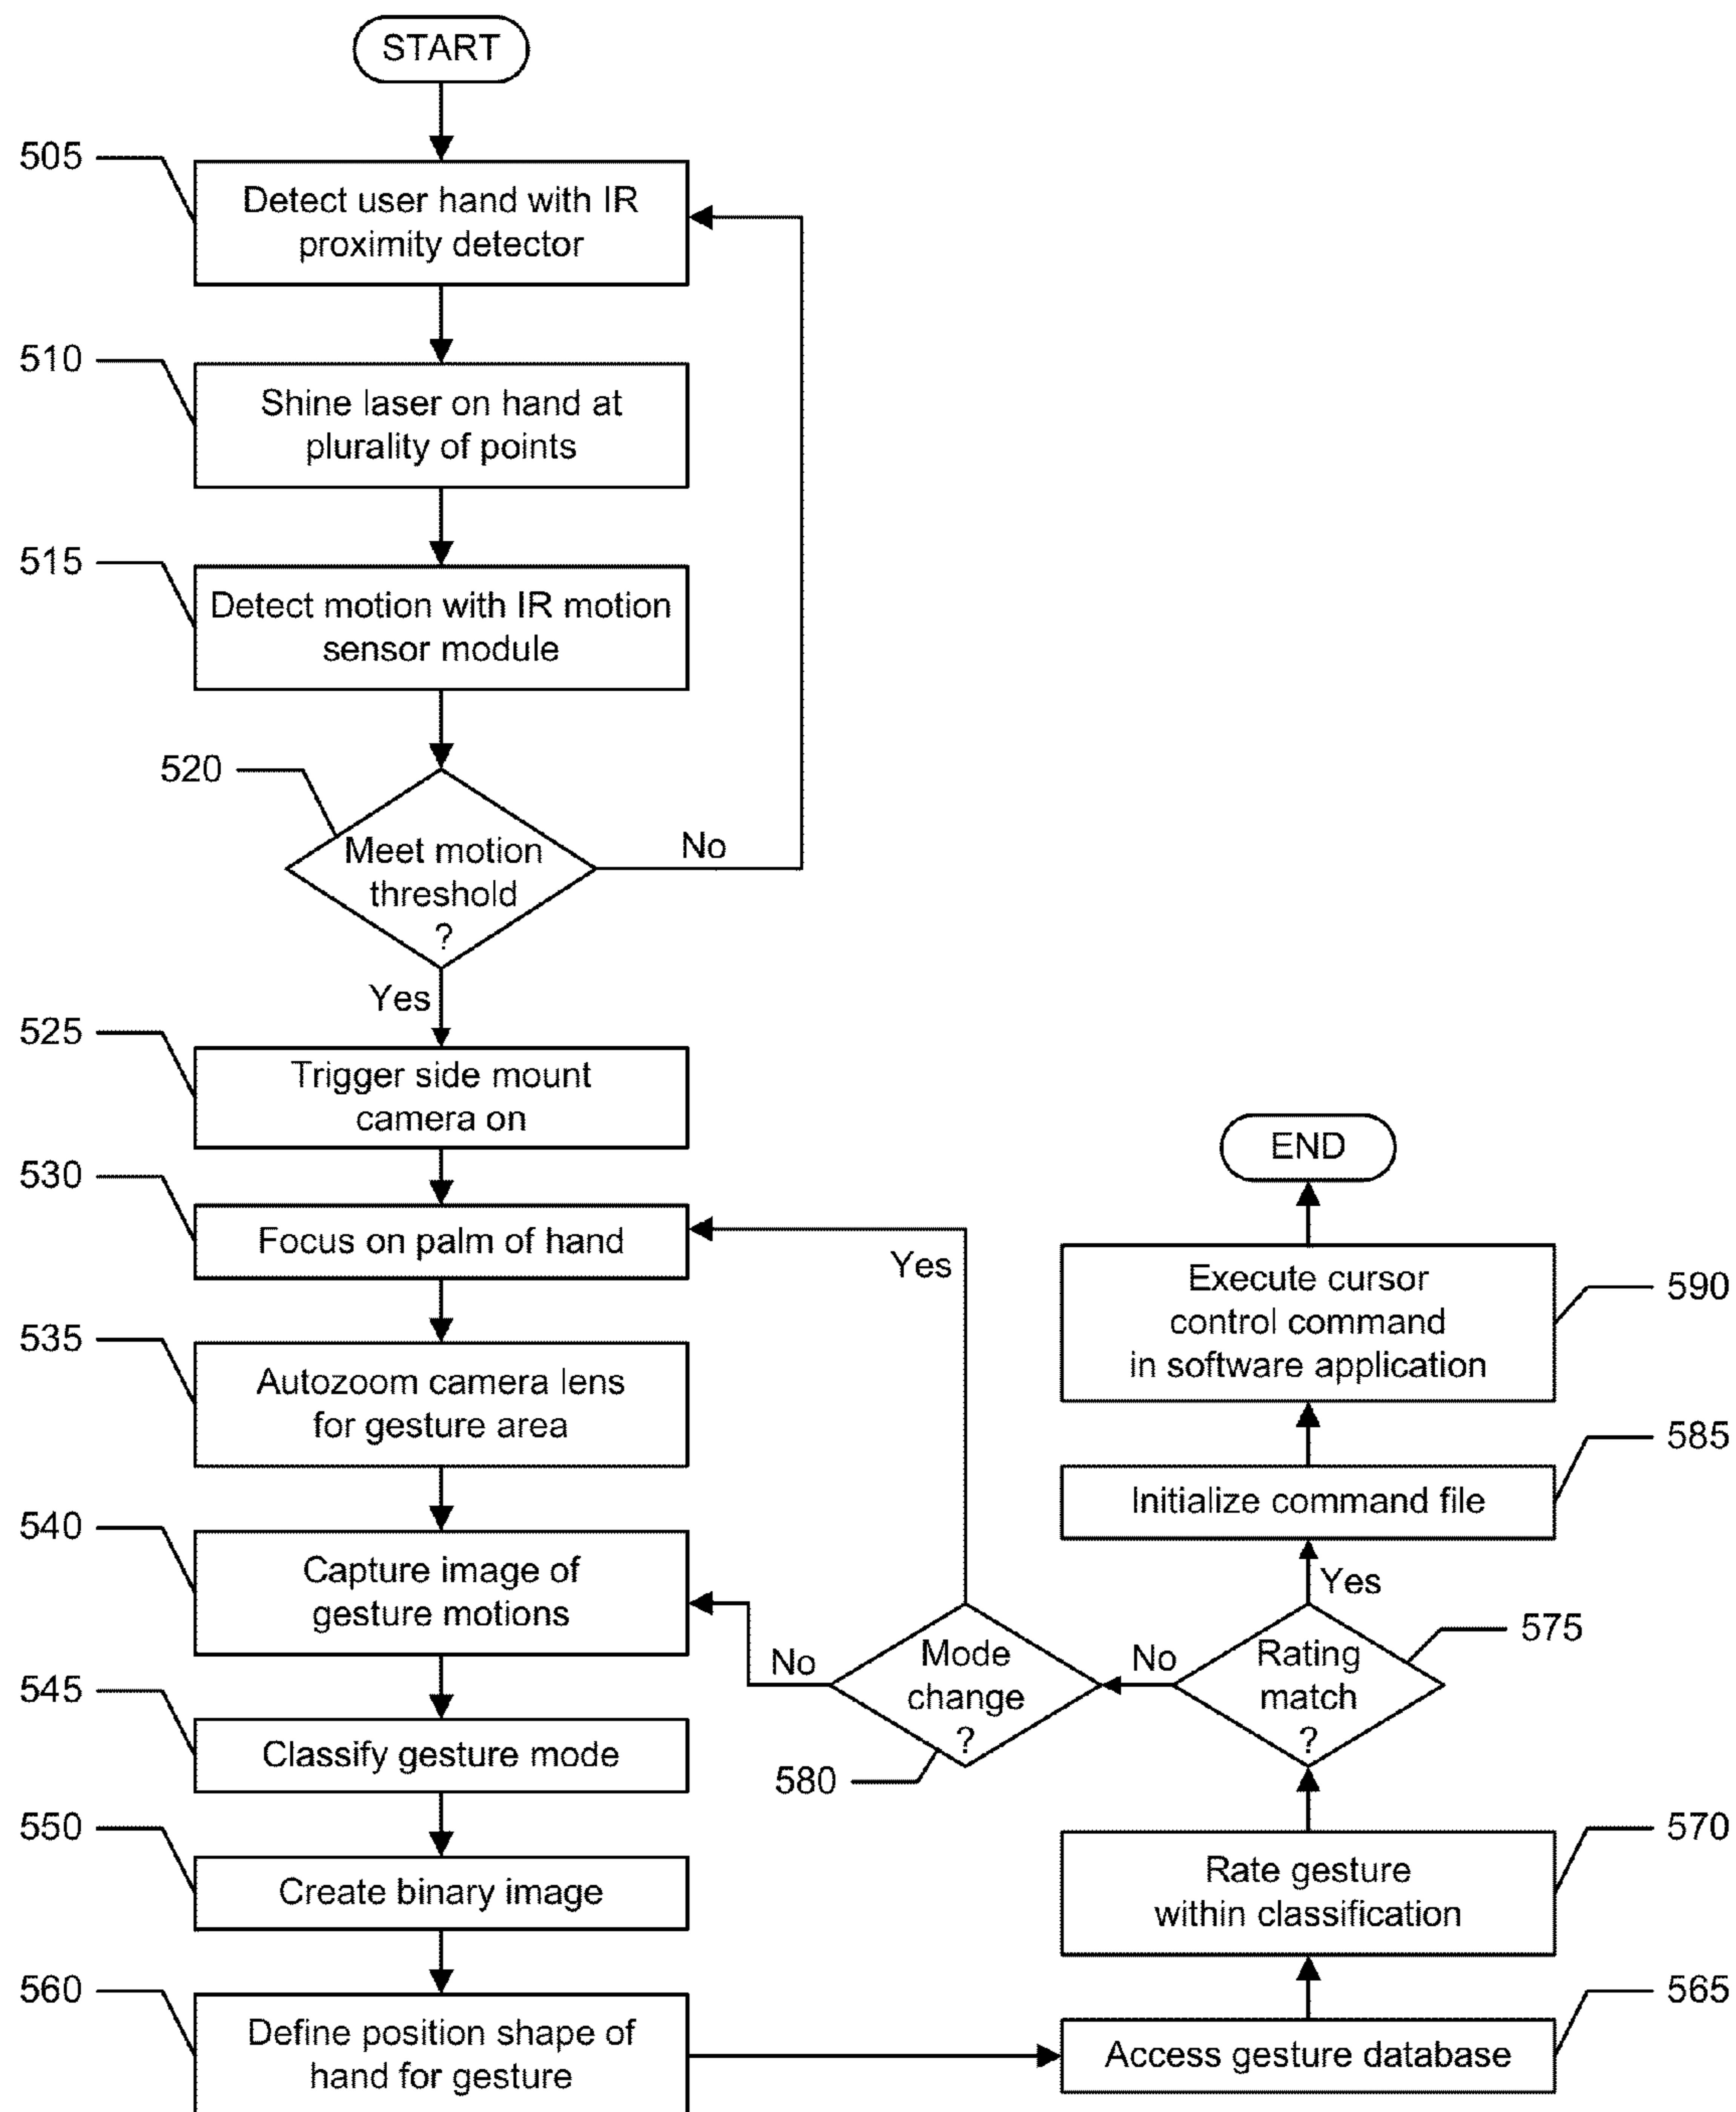 START
505
Detect user hand with IR
proximity detector
510
Shine laser on hand at
plurality of points
515
Detect motion with IR motion
sensor module
520
Meet motion
threshold
?
No
Yes
525
Trigger side mount
camera on
530
Focus on palm of hand
535
Autozoom camera lens
for gesture area
540
Capture image of
gesture motions
545
Classify gesture mode
550
Create binary image
560
Define position shape of
hand for gesture
565
Access gesture database
570
Rate gesture
within classification
575
Rating
match
?
No
Yes
580
Mode
change
?
No
Yes
585
Initialize command file
590
Execute cursor
control command
in software application
END